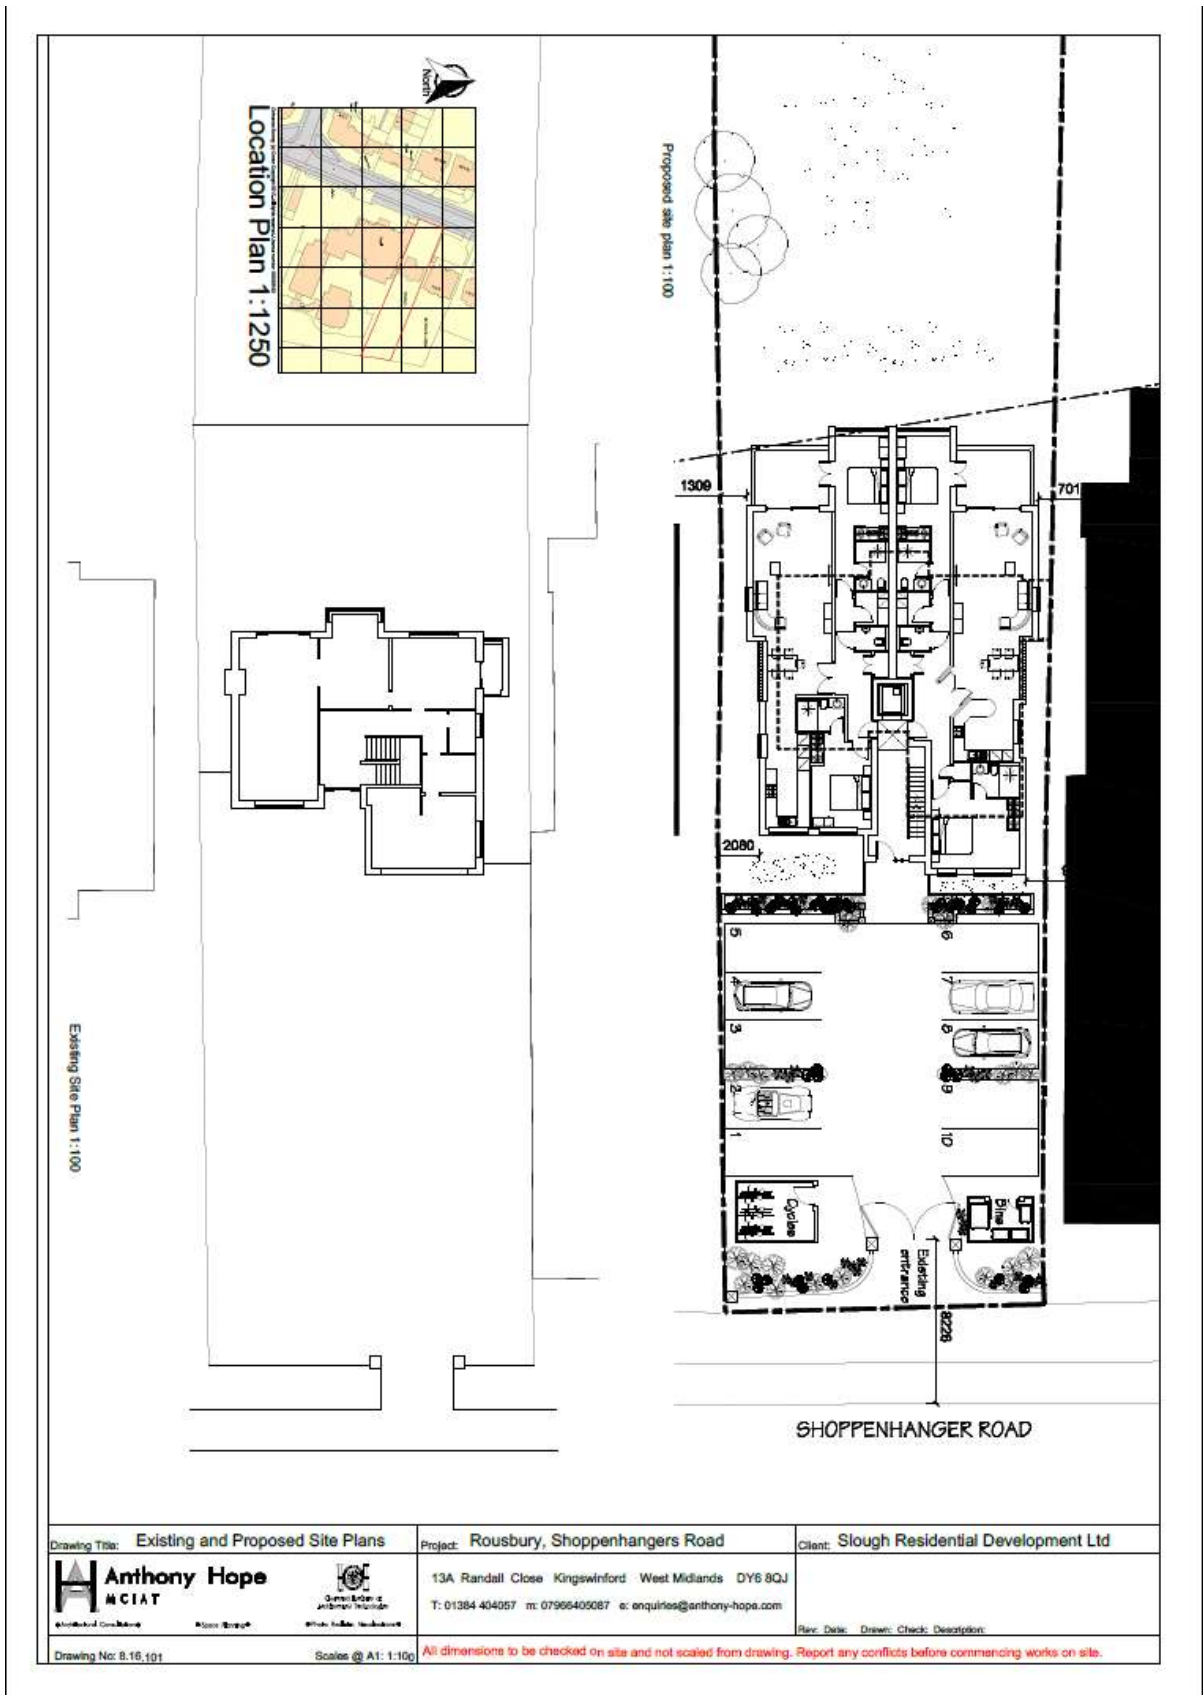 North
Location Plan 1:1250
Proposed site plan 1:100
1309
701
2080
5
6
4
7
3
8
2
9
1
10
Cycles
Bins
Existing
entrance
8226
SHOPPENHANGER ROAD
Existing Site Plan 1:100
Drawing Title: Existing and Proposed Site Plans
Project: Rousbury, Shoppenhangers Road
Client: Slough Residential Development Ltd
Anthony Hope
MCIAT
13A Randall Close Kingswinford West Midlands DY6 8QJ
T: 01384 404057 m: 07966405087 e: enquiries@anthony-hope.com
Rev: Date: Drawn: Check: Description:
Drawing No: 8.16,101
Scales @ A1: 1:100
All dimensions to be checked on site and not scaled from drawing. Report any conflicts before commencing works on site.